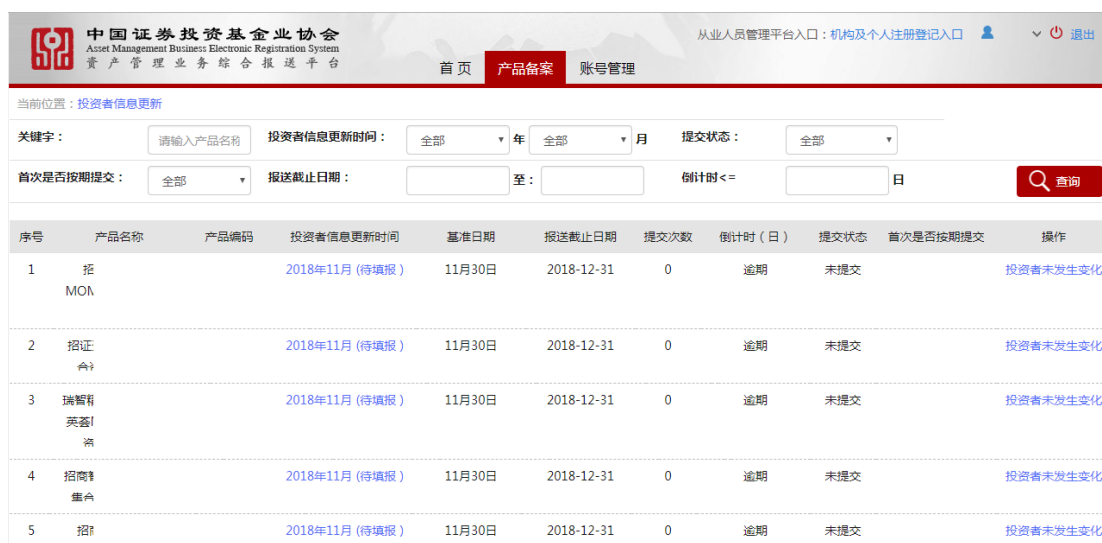 中国证券投资基金业协会
Asset Management Business Electronic Registration System
资产管理业务综合报送平台
从业人员管理平台入口：机构及个人注册登记入口 退出
首页 产品备案 账号管理
当前位置：投资者信息更新
关键字： 请输入产品名称 投资者信息更新时间： 全部 年 全部 月 提交状态： 全部
首次是否按期提交： 全部 报送截止日期： 至： 倒计时<= 日 查询
序号 产品名称 产品编码 投资者信息更新时间 基准日期 报送截止日期 提交次数 倒计时（日） 提交状态 首次是否按期提交 操作
1 招 2018年11月 (待填报 ) 11月30日 2018-12-31 0 逾期 未提交 投资者未发生变化
MOM
2 招证 2018年11月 (待填报 ) 11月30日 2018-12-31 0 逾期 未提交 投资者未发生变化
合
3 瑞智精 2018年11月 (待填报 ) 11月30日 2018-12-31 0 逾期 未提交 投资者未发生变化
英荟
资
4 招商智 2018年11月 (待填报 ) 11月30日 2018-12-31 0 逾期 未提交 投资者未发生变化
集合
5 招商 2018年11月 (待填报 ) 11月30日 2018-12-31 0 逾期 未提交 投资者未发生变化